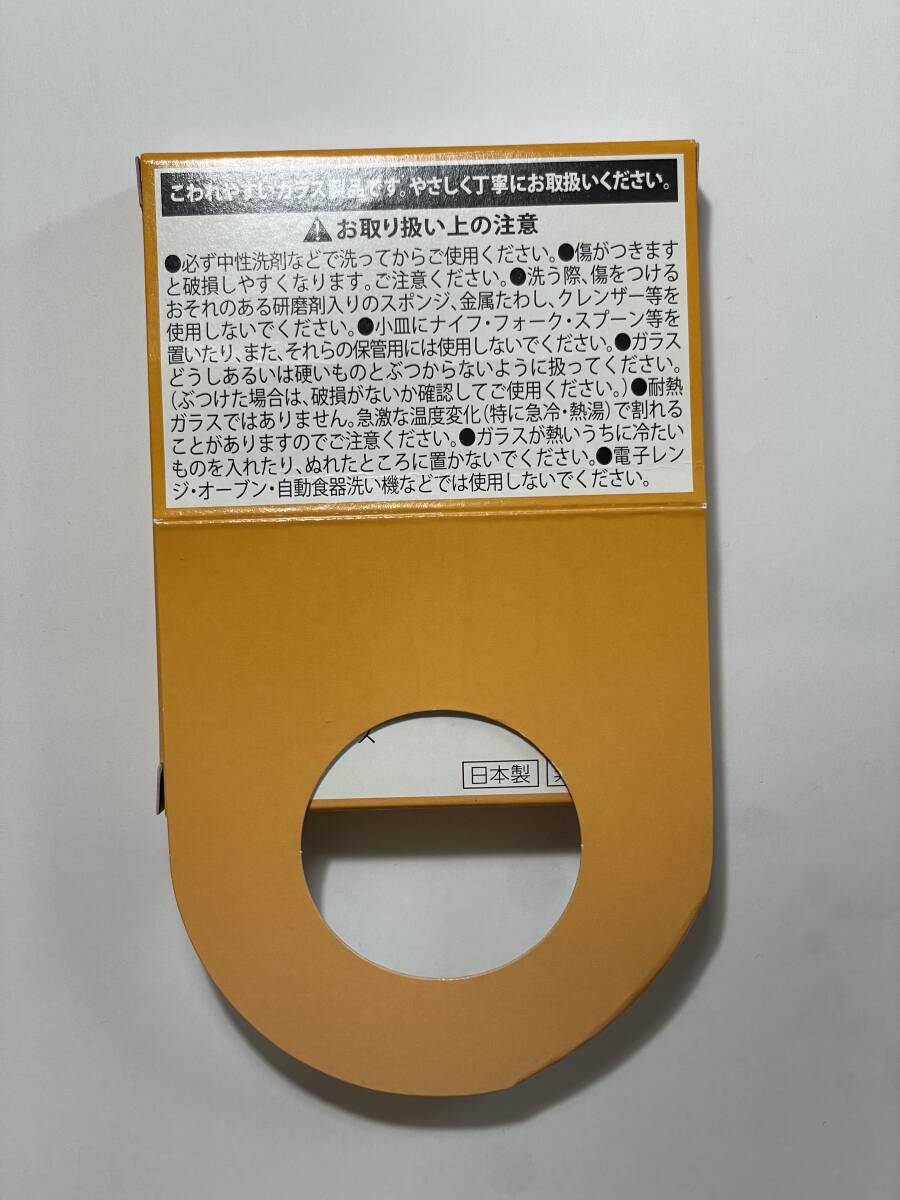 こわれやすいガラス製品です。やさしく丁寧にお取扱いください。
お取り扱い上の注意
●必ず中性洗剤などで洗ってからご使用ください。●傷がつきます
と破損しやすくなります。ご注意ください。●洗う際、傷をつける
おそれのある研磨剤入りのスポンジ、金属たわし、クレンザー等を
使用しないでください。●小皿にナイフ・フォーク・スプーン等を
置いたり、また、それらの保管用には使用しないでください。●ガラス
どうしあるいは硬いものとぶつからないように扱ってください。
(ぶつけた場合は、破損がないか確認してご使用ください。)●耐熱
ガラスではありません。急激な温度変化(特に急冷・熱湯)で割れる
ことがありますのでご注意ください。●ガラスが熱いうちに冷たい
ものを入れたり、ぬれたところに置かないでください。●電子レン
ジ・オーブン・自動食器洗い機などでは使用しないでください。
ス
日本製